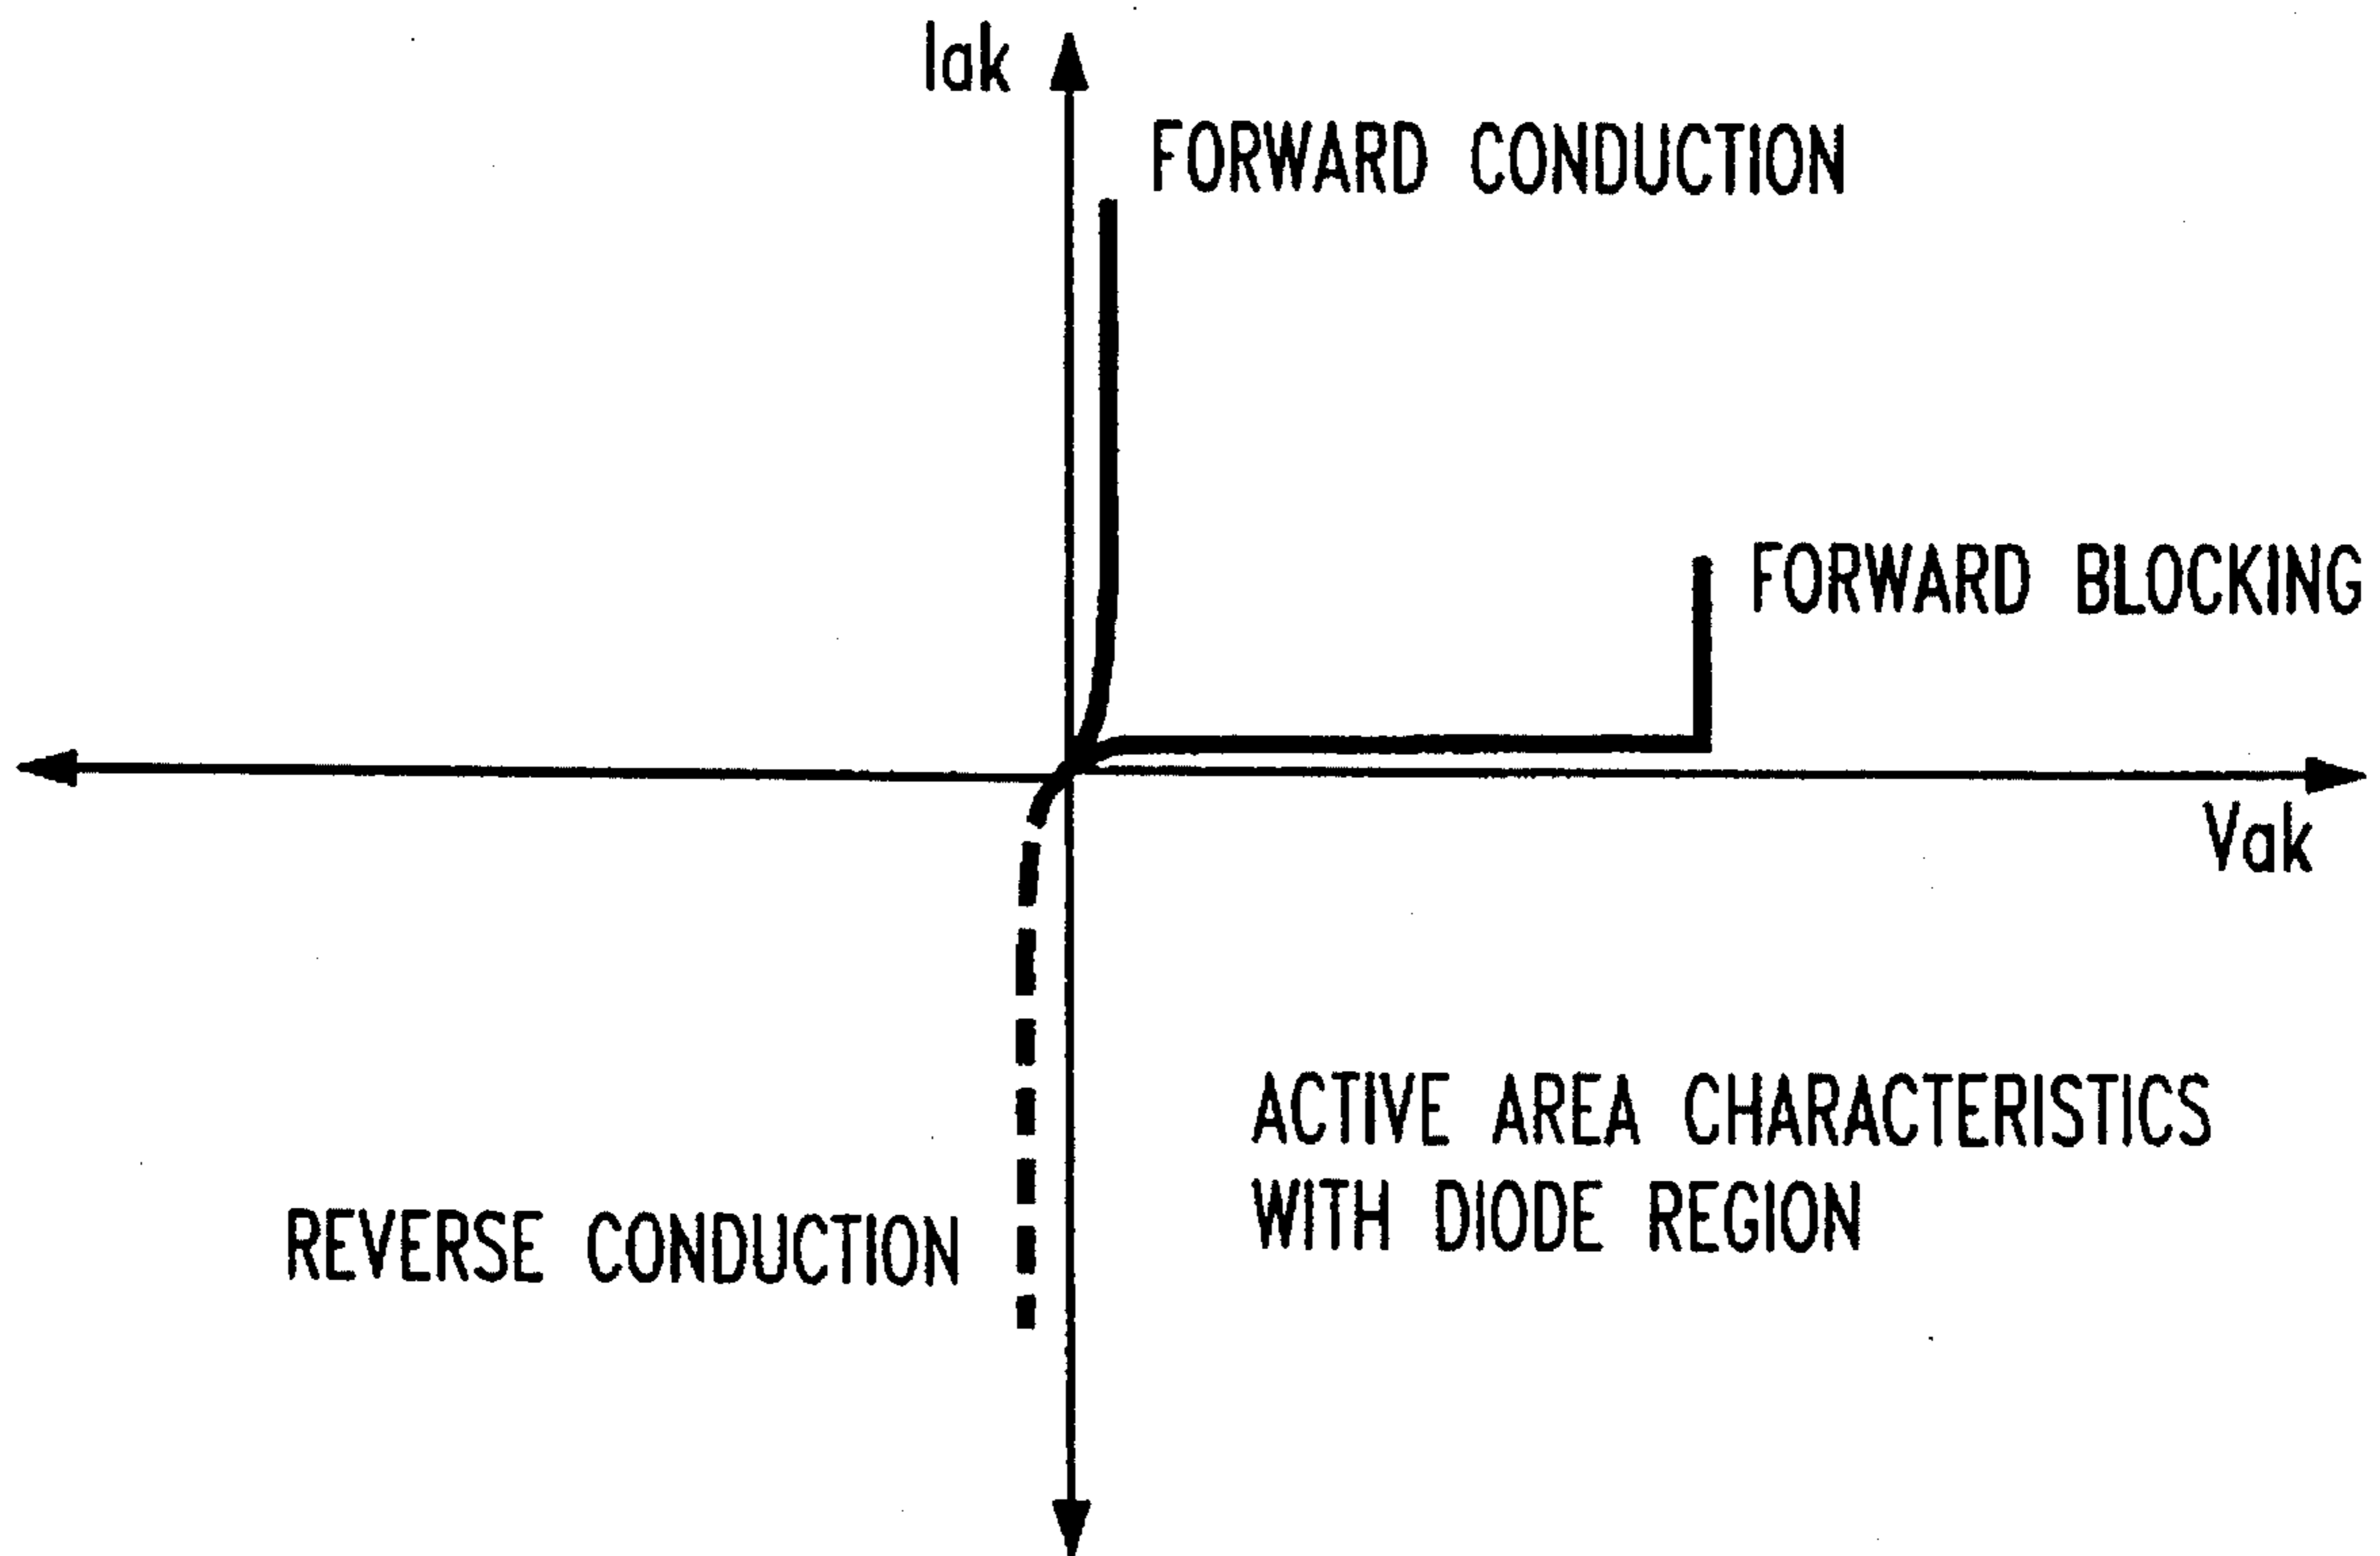 Iak
FORWARD CONDUCTION
FORWARD BLOCKING
Vak
ACTIVE AREA CHARACTERISTICS
WITH DIODE REGION
REVERSE CONDUCTION